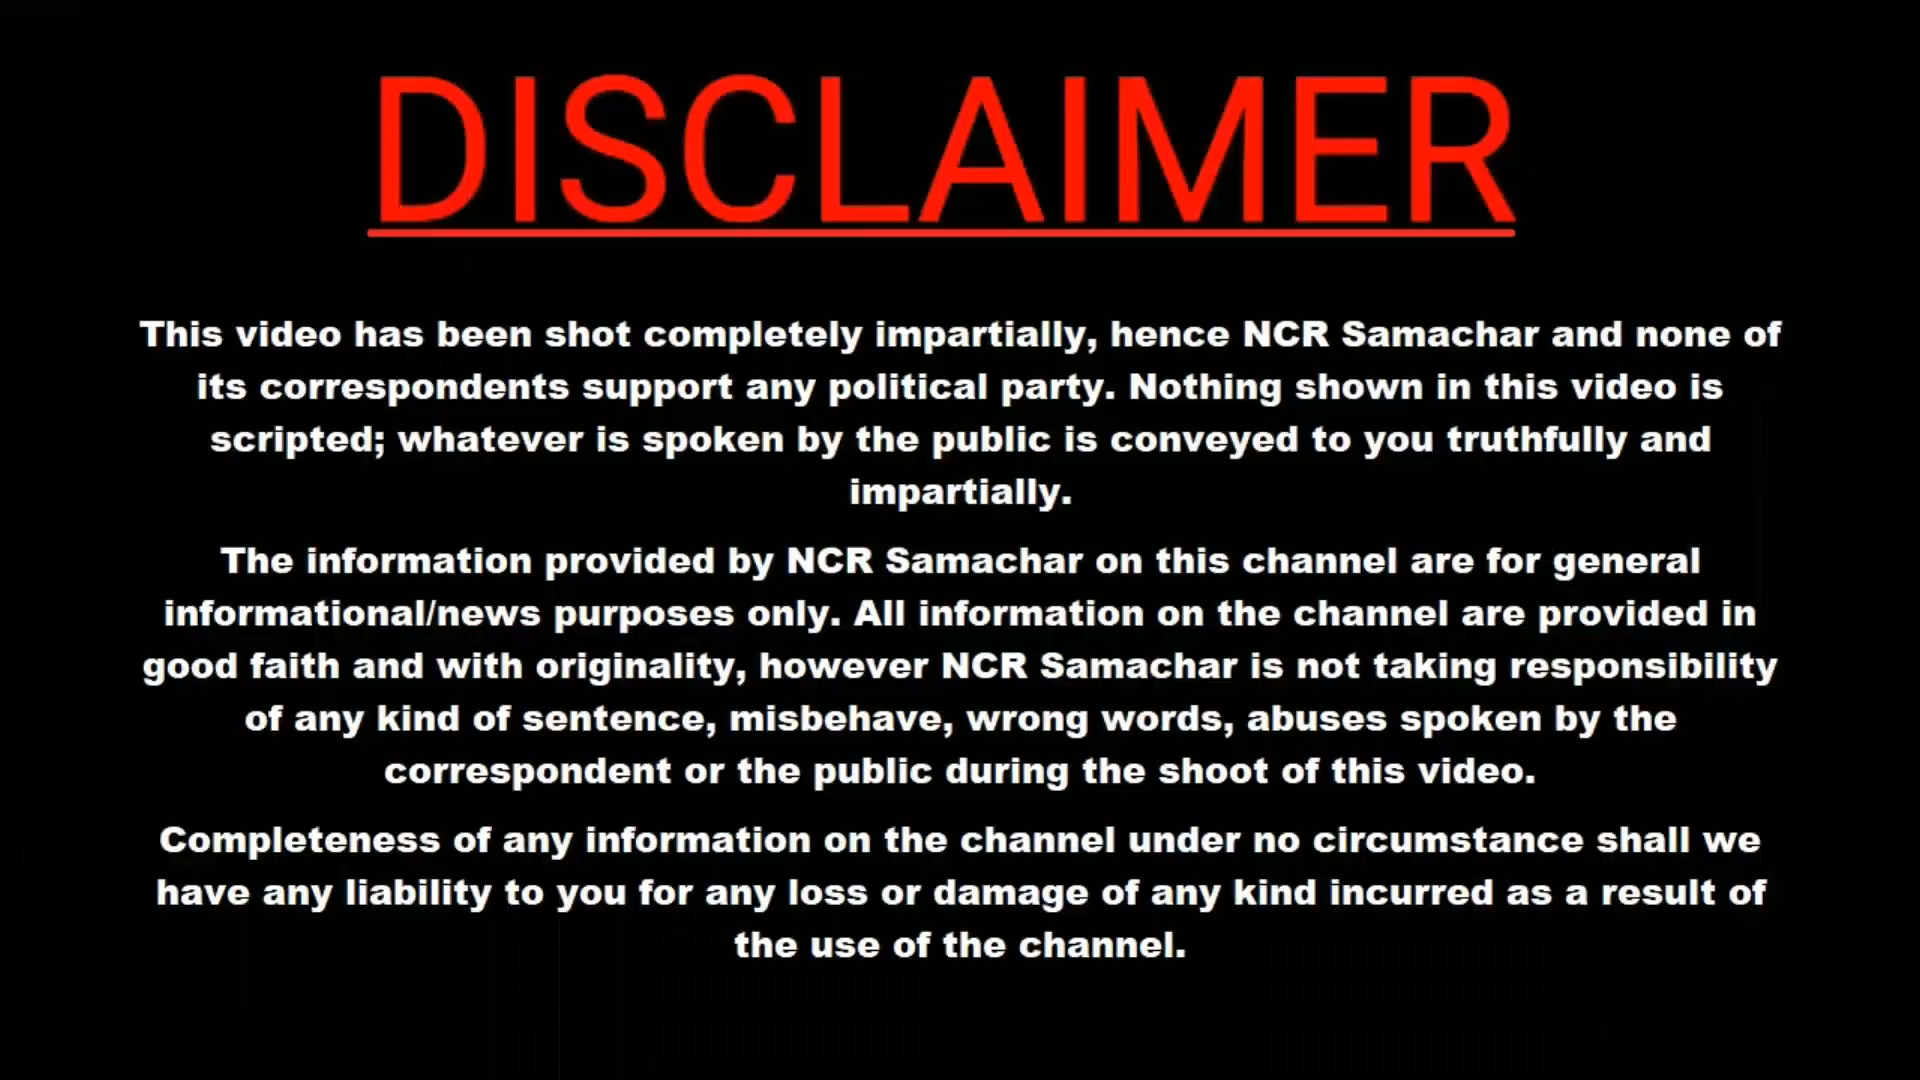 DISCLAIMER
This video has been shot completely impartially, hence NCR Samachar and none of
its correspondents support any political party. Nothing shown in this video is
scripted; whatever is spoken by the public is conveyed to you truthfully and
impartially.
The information provided by NCR Samachar on this channel are for general
informational/news purposes only. All information on the channel are provided in
good faith and with originality, however NCR Samachar is not taking responsibility
of any kind of sentence, misbehave, wrong words, abuses spoken by the
correspondent or the public during the shoot of this video.
Completeness of any information on the channel under no circumstance shall we
have any liability to you for any loss or damage of any kind incurred as a result of
the use of the channel.